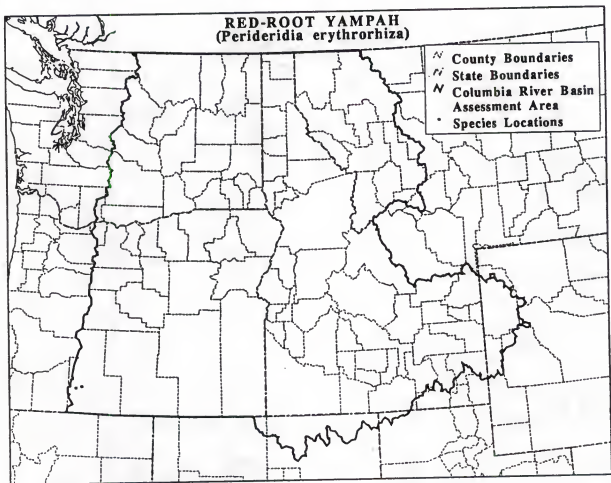 RED-ROOT YAMPAH
(Perideridia erythrorhiza)
County Boundaries
State Boundaries
Columbia River Basin
Assessment Area
Species Locations